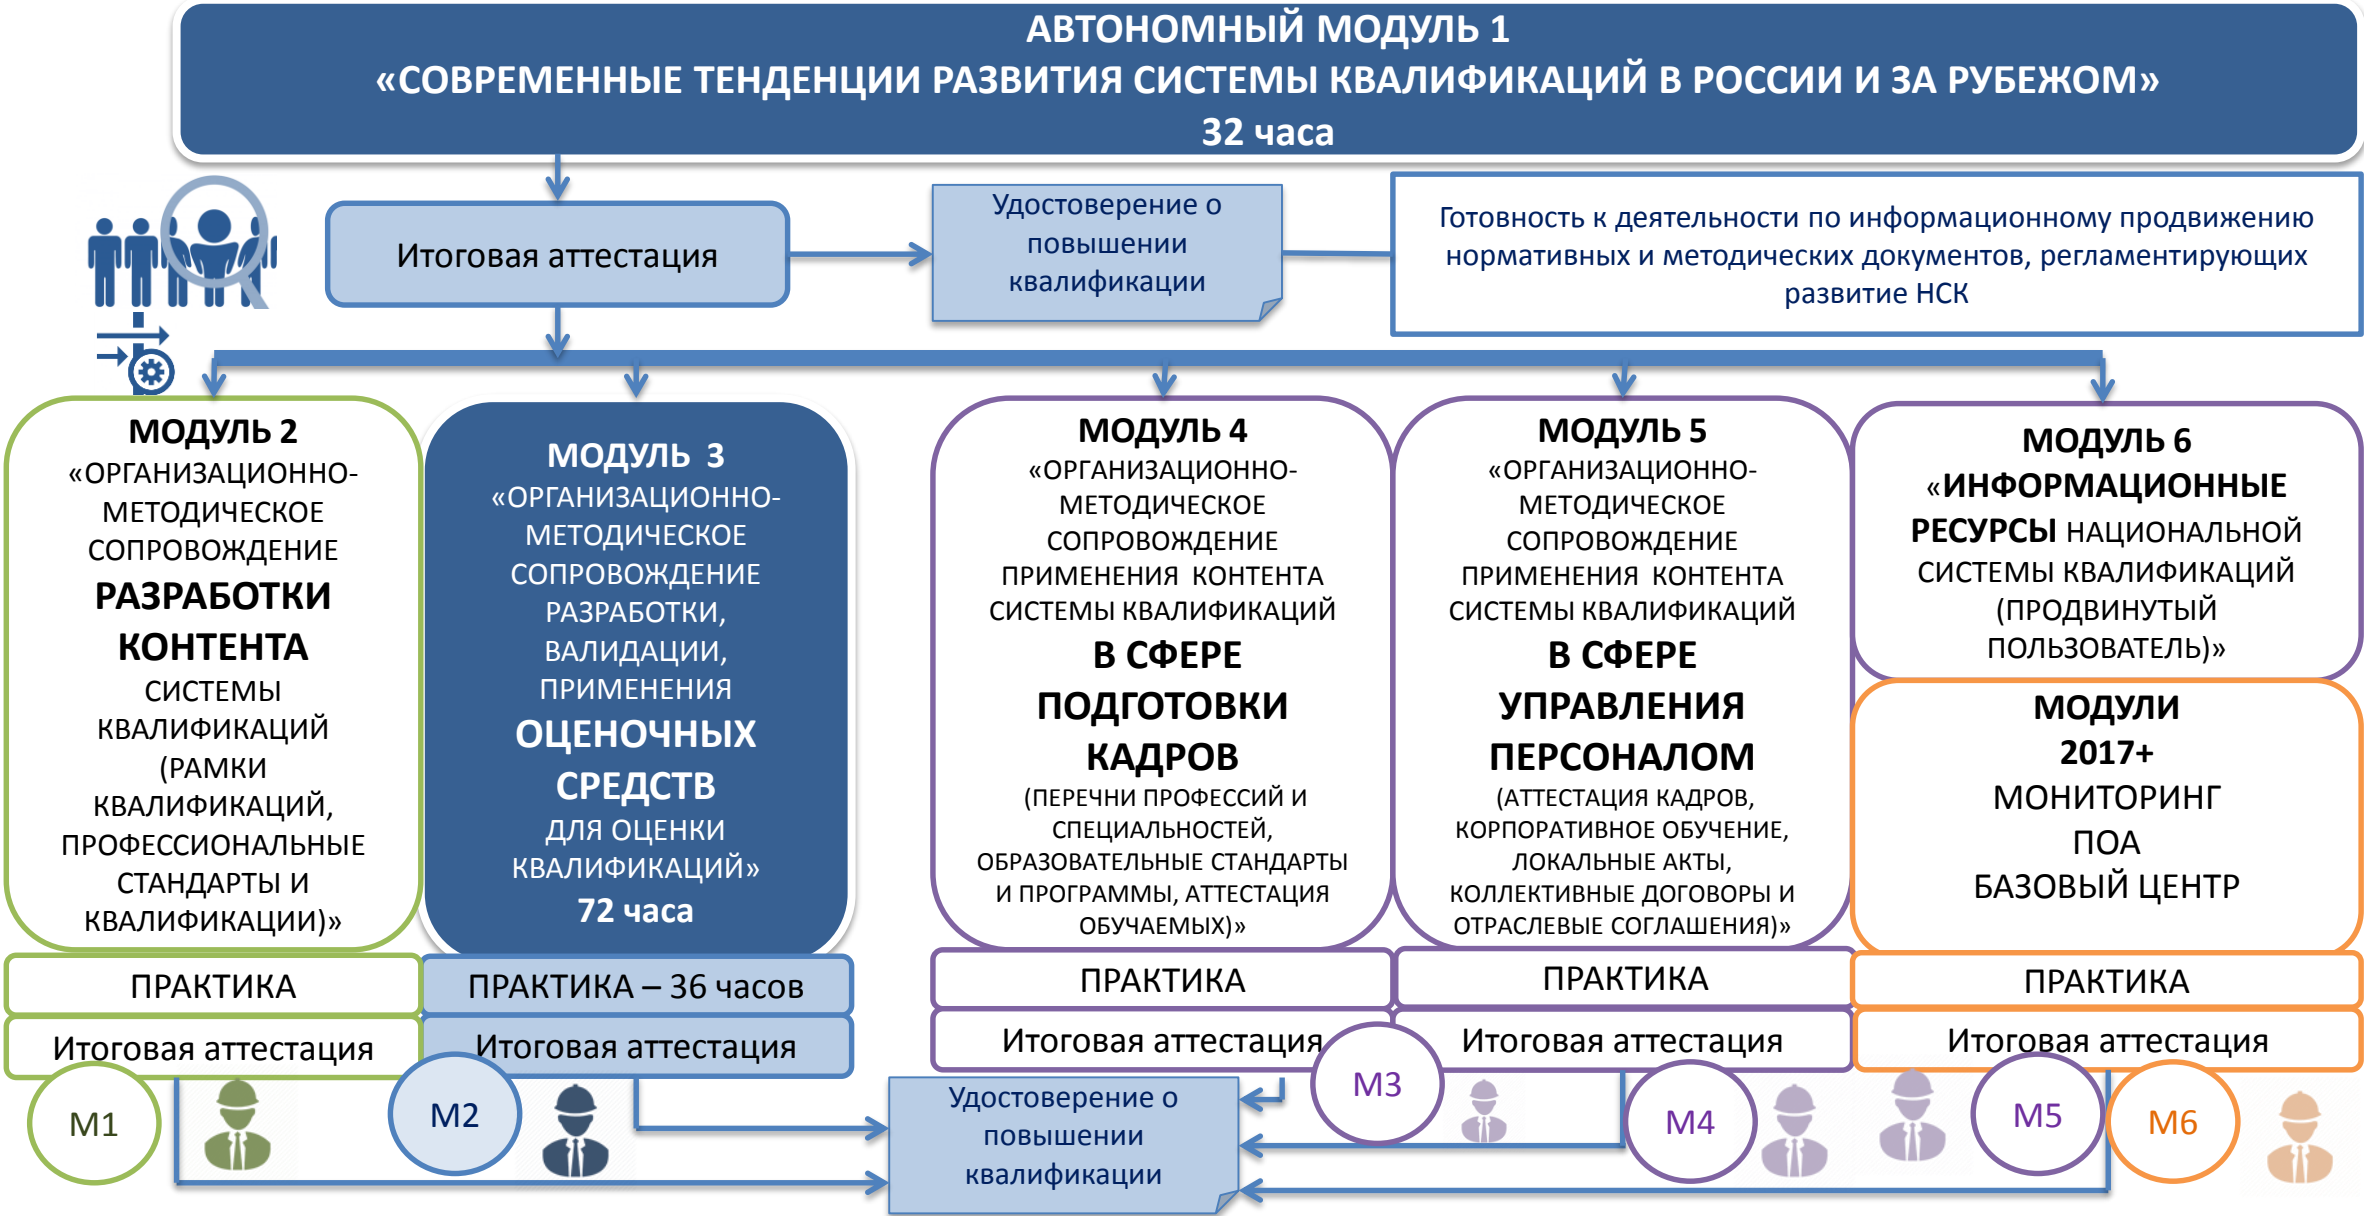 АВТОНОМНЫЙ МОДУЛЬ 1
«СОВРЕМЕННЫЕ ТЕНДЕНЦИИ РАЗВИТИЯ СИСТЕМЫ КВАЛИФИКАЦИЙ В РОССИИ И ЗА РУБЕЖОМ»
32 часа
Итоговая аттестация
Удостоверение о
повышении
квалификации
Готовность к деятельности по информационному продвижению
нормативных и методических документов, регламентирующих
развитие НСК
МОДУЛЬ 2
«ОРГАНИЗАЦИОННО-
МЕТОДИЧЕСКОЕ
СОПРОВОЖДЕНИЕ
РАЗРАБОТКИ
КОНТЕНТА
СИСТЕМЫ
КВАЛИФИКАЦИЙ
(РАМКИ
КВАЛИФИКАЦИЙ,
ПРОФЕССИОНАЛЬНЫЕ
СТАНДАРТЫ И
КВАЛИФИКАЦИИ)»
ПРАКТИКА
Итоговая аттестация
М1
МОДУЛЬ  3
«ОРГАНИЗАЦИОННО-
МЕТОДИЧЕСКОЕ
СОПРОВОЖДЕНИЕ
РАЗРАБОТКИ,
ВАЛИДАЦИИ,
ПРИМЕНЕНИЯ
ОЦЕНОЧНЫХ
СРЕДСТВ
ДЛЯ ОЦЕНКИ
КВАЛИФИКАЦИЙ»
72 часа
ПРАКТИКА – 36 часов
Итоговая аттестация
М2
МОДУЛЬ 4
«ОРГАНИЗАЦИОННО-
МЕТОДИЧЕСКОЕ
СОПРОВОЖДЕНИЕ
ПРИМЕНЕНИЯ  КОНТЕНТА
СИСТЕМЫ КВАЛИФИКАЦИЙ
В СФЕРЕ
ПОДГОТОВКИ
КАДРОВ
(ПЕРЕЧНИ ПРОФЕССИЙ И
СПЕЦИАЛЬНОСТЕЙ,
ОБРАЗОВАТЕЛЬНЫЕ СТАНДАРТЫ
И ПРОГРАММЫ, АТТЕСТАЦИЯ
ОБУЧАЕМЫХ)»
ПРАКТИКА
Итоговая аттестация
М3
МОДУЛЬ 5
«ОРГАНИЗАЦИОННО-
МЕТОДИЧЕСКОЕ
СОПРОВОЖДЕНИЕ
ПРИМЕНЕНИЯ  КОНТЕНТА
СИСТЕМЫ КВАЛИФИКАЦИЙ
В СФЕРЕ
УПРАВЛЕНИЯ
ПЕРСОНАЛОМ
(АТТЕСТАЦИЯ КАДРОВ,
КОРПОРАТИВНОЕ ОБУЧЕНИЕ,
ЛОКАЛЬНЫЕ АКТЫ,
КОЛЛЕКТИВНЫЕ ДОГОВОРЫ И
ОТРАСЛЕВЫЕ СОГЛАШЕНИЯ)»
ПРАКТИКА
Итоговая аттестация
М4
МОДУЛЬ 6
«ИНФОРМАЦИОННЫЕ
РЕСУРСЫ НАЦИОНАЛЬНОЙ
СИСТЕМЫ КВАЛИФИКАЦИЙ
(ПРОДВИНУТЫЙ
ПОЛЬЗОВАТЕЛЬ)»
МОДУЛИ
2017+
МОНИТОРИНГ
ПОА
БАЗОВЫЙ ЦЕНТР
ПРАКТИКА
Итоговая аттестация
М5
М6
Удостоверение о
повышении
квалификации